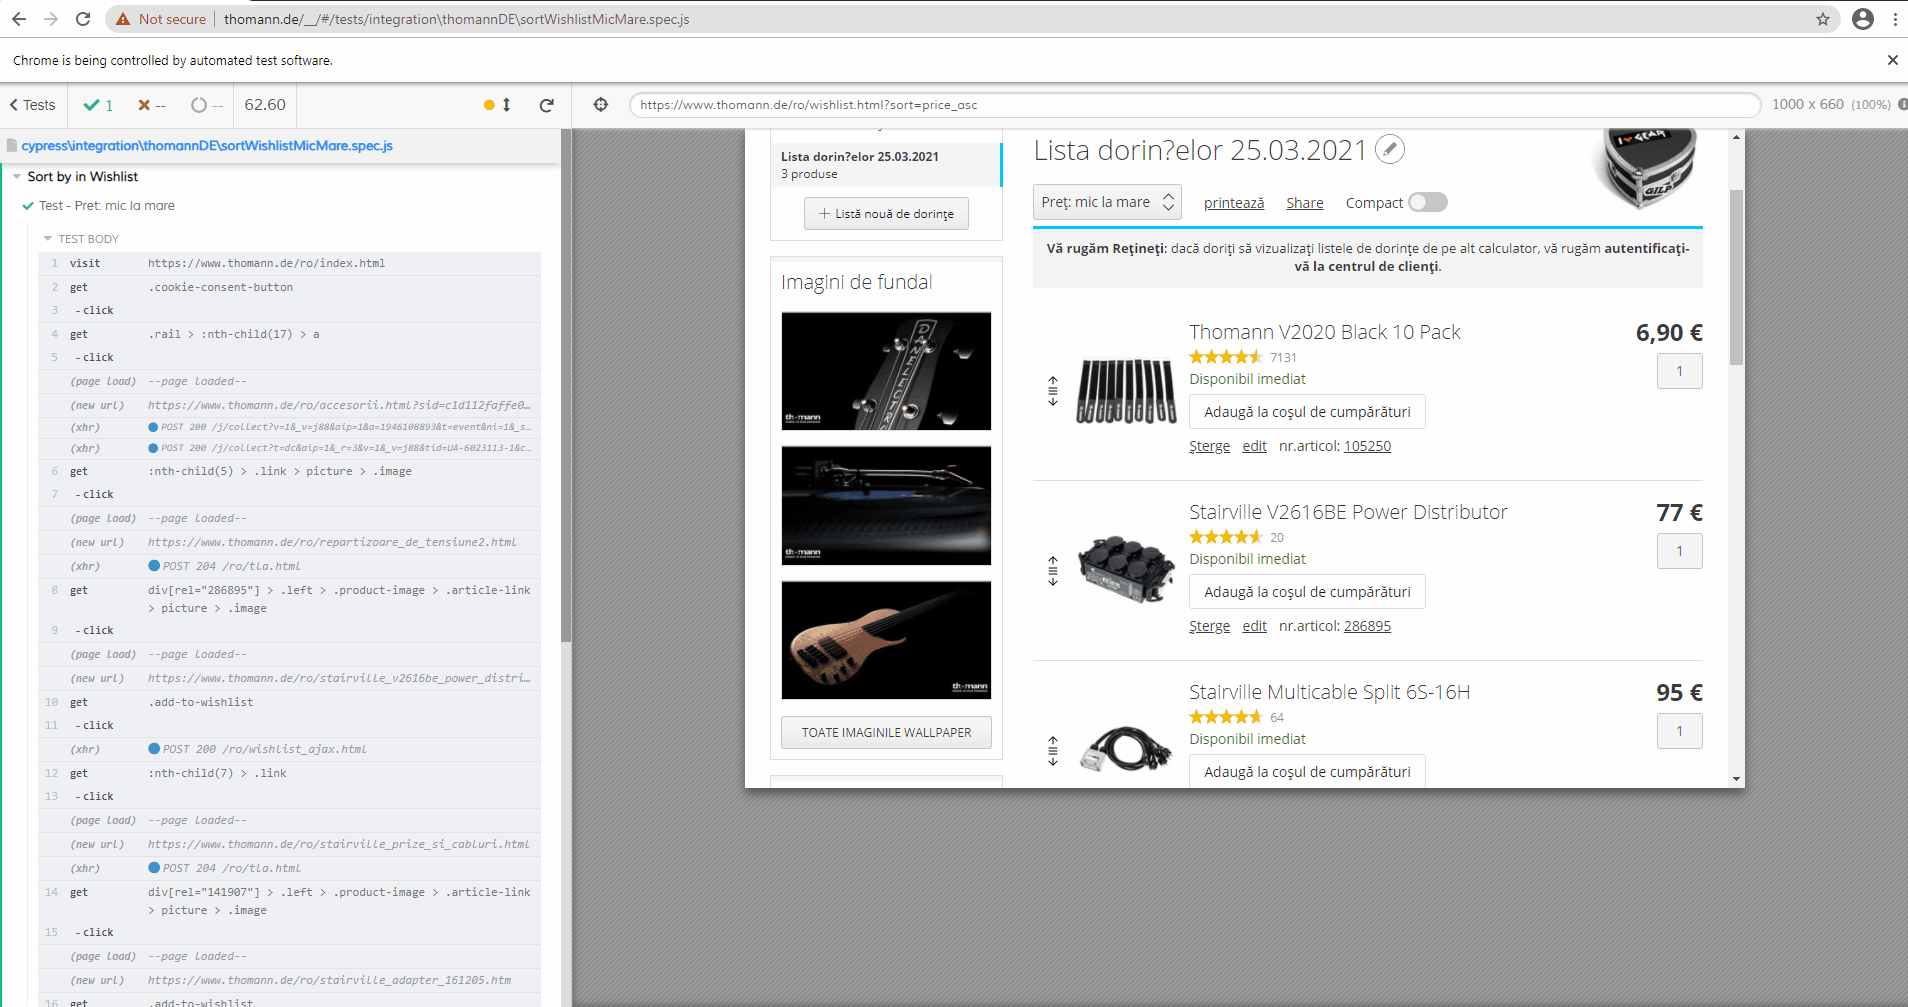 Not secure
thomann.de/__/#/tests/integration\thomannDE\sortWishlistMicMare.spec.js
Chrome is being controlled by automated test software.
Tests
1
--
--
62.60
https://www.thomann.de/ro/wishlist.html?sort=price_asc
1000 x 660 (100%)
cypress\integration\thomannDE\sortWishlistMicMare.spec.js
Sort by in Wishlist
Test - Pret: mic la mare
TEST BODY
1 visit https://www.thomann.de/ro/index.html
2 get .cookie-consent-button
3 - click
4 get .rail > :nth-child(17) > a
5 - click
(page load) --page loaded--
(new url) https://www.thomann.de/ro/accesorii.html?sid=c1d112faffe0…
(xhr) POST 200 /j/collect?v=1&_v=j88&aip=1&a=1946108893&t=event&ni=1&_s…
(xhr) POST 200 /j/collect?t=dc&aip=1&_r=3&v=1&_v=j88&tid=UA-6023113-1&c…
6 get :nth-child(5) > .link > picture > .image
7 - click
(page load) --page loaded--
(new url) https://www.thomann.de/ro/repartizoare_de_tensiune2.html
(xhr) POST 204 /ro/tla.html
8 get div[rel="286895"] > .left > .product-image > .article-link
> picture > .image
9 - click
(page load) --page loaded--
(new url) https://www.thomann.de/ro/stairville_v2616be_power_distri…
10 get .add-to-wishlist
11 - click
(xhr) POST 200 /ro/wishlist_ajax.html
12 get :nth-child(7) > .link
13 - click
(page load) --page loaded--
(new url) https://www.thomann.de/ro/stairville_prize_si_cabluri.html
(xhr) POST 204 /ro/tla.html
14 get div[rel="141907"] > .left > .product-image > .article-link
> picture > .image
15 - click
(page load) --page loaded--
(new url) https://www.thomann.de/ro/stairville_adapter_161205.htm
16 get .add-to-wishlist
Lista dorin?elor 25.03.2021
3 produse
+ Listă nouă de dorințe
Imagini de fundal
DANELECTRO
th•mann
th•mann
th•mann
TOATE IMAGINILE WALLPAPER
Lista dorin?elor 25.03.2021
I ♥ GEAR
GILP
Preț: mic la mare
printează
Share
Compact
Vă rugăm Rețineți: dacă doriți să vizualizați listele de dorințe de pe alt calculator, vă rugăm autentificați-
vă la centrul de clienți.
Thomann V2020 Black 10 Pack
6,90 €
7131
1
Disponibil imediat
Adaugă la coșul de cumpărături
Șterge edit nr.articol: 105250
Stairville V2616BE Power Distributor
77 €
20
1
Disponibil imediat
Adaugă la coșul de cumpărături
Șterge edit nr.articol: 286895
Stairville Multicable Split 6S-16H
95 €
64
1
Disponibil imediat
Adaugă la coșul de cumpărături